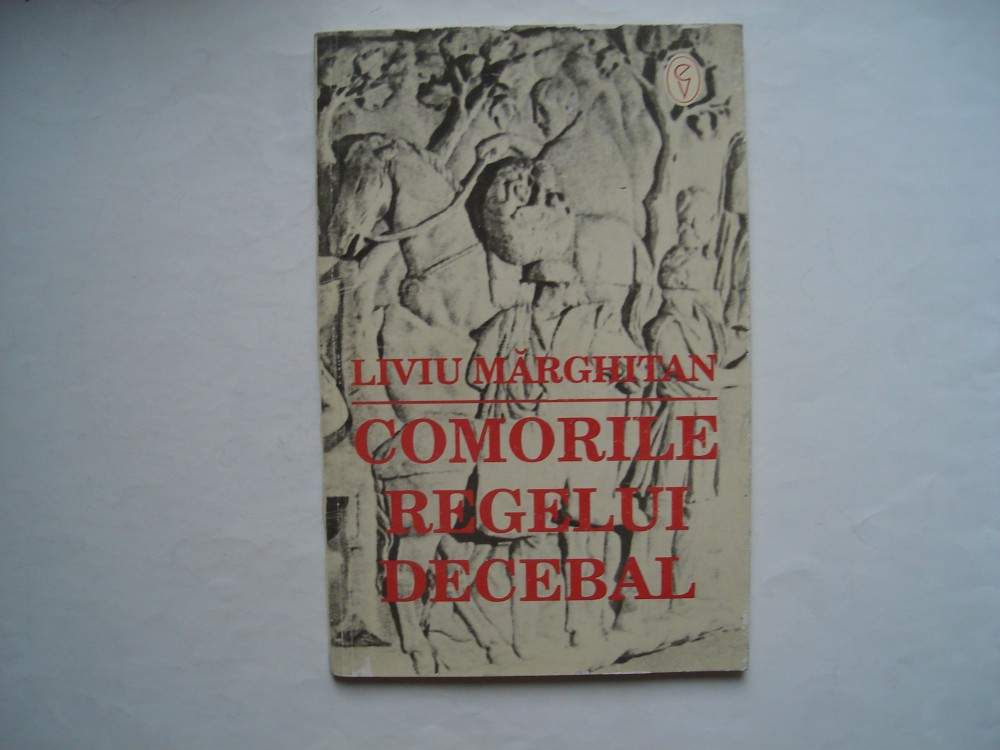 LIVIU MĂRGHITAN
COMORILE
REGELUI
DECEBAL